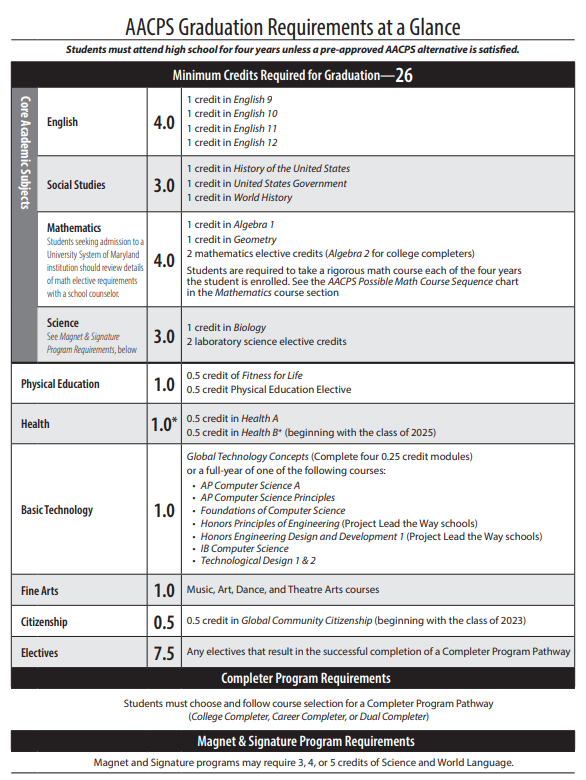 AACPS Graduation Requirements at a Glance
Students must attend high school for four years unless a pre-approved AACPS alternative is satisfied.
Minimum Credits Required for Graduation—26
Core Academic Subjects
English
4.0
1 credit in English 9
1 credit in English 10
1 credit in English 11
1 credit in English 12
Social Studies
3.0
1 credit in History of the United States
1 credit in United States Government
1 credit in World History
Mathematics
Students seeking admission to a
University System of Maryland
institution should review details
of math elective requirements
with a school counselor.
4.0
1 credit in Algebra 1
1 credit in Geometry
2 mathematics elective credits (Algebra 2 for college completers)
Students are required to take a rigorous math course each of the four years
the student is enrolled. See the AACPS Possible Math Course Sequence chart
in the Mathematics course section
Science
See Magnet & Signature
Program Requirements, below
3.0
1 credit in Biology
2 laboratory science elective credits
Physical Education
1.0
0.5 credit of Fitness for Life
0.5 credit Physical Education Elective
Health
1.0*
0.5 credit in Health A
0.5 credit in Health B* (beginning with the class of 2025)
Basic Technology
1.0
Global Technology Concepts (Complete four 0.25 credit modules)
or a full-year of one of the following courses:
• AP Computer Science A
• AP Computer Science Principles
• Foundations of Computer Science
• Honors Principles of Engineering (Project Lead the Way schools)
• Honors Engineering Design and Development 1 (Project Lead the Way schools)
• IB Computer Science
• Technological Design 1 & 2
Fine Arts
1.0
Music, Art, Dance, and Theatre Arts courses
Citizenship
0.5
0.5 credit in Global Community Citizenship (beginning with the class of 2023)
Electives
7.5
Any electives that result in the successful completion of a Completer Program Pathway
Completer Program Requirements
Students must choose and follow course selection for a Completer Program Pathway
(College Completer, Career Completer, or Dual Completer)
Magnet & Signature Program Requirements
Magnet and Signature programs may require 3, 4, or 5 credits of Science and World Language.